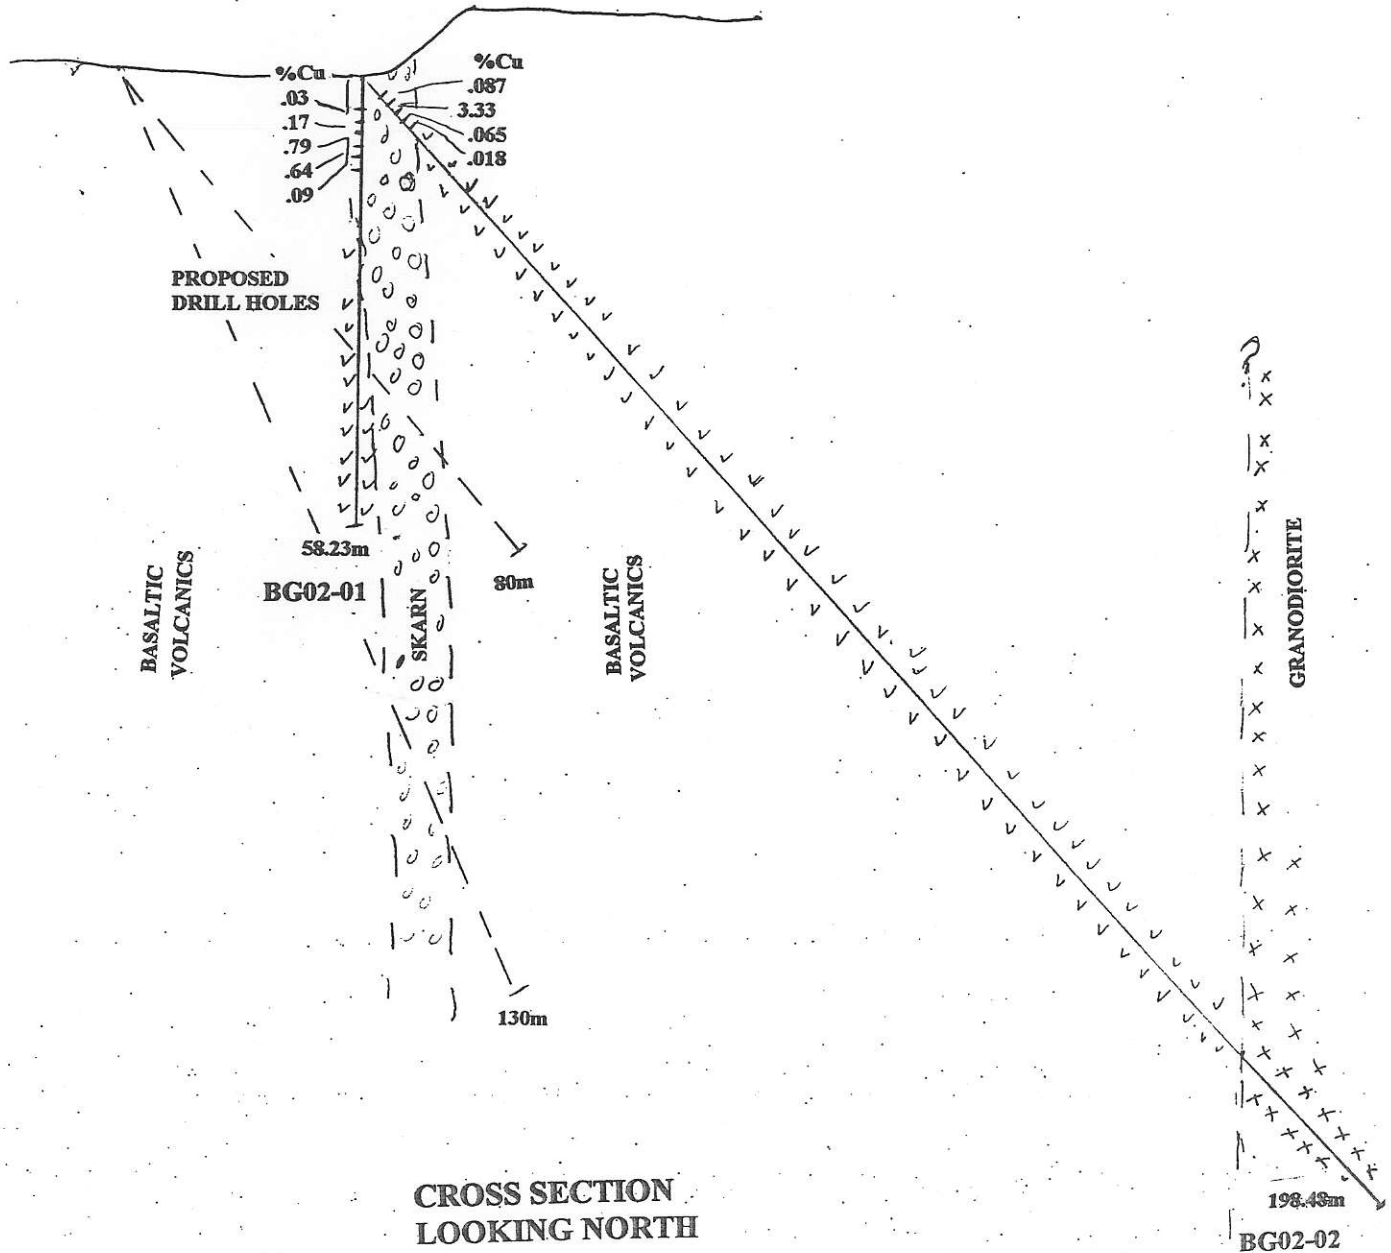 %Cu
.03
.17
.79
.64
.09
%Cu
.087
3.33
.065
.018
PROPOSED
DRILL HOLES
58.23m
BG02-01
80m
BASALTIC
VOLCANICS
SKARN
BASALTIC
VOLCANICS
?
GRANODIORITE
130m
198.48m
BG02-02
CROSS SECTION
LOOKING NORTH